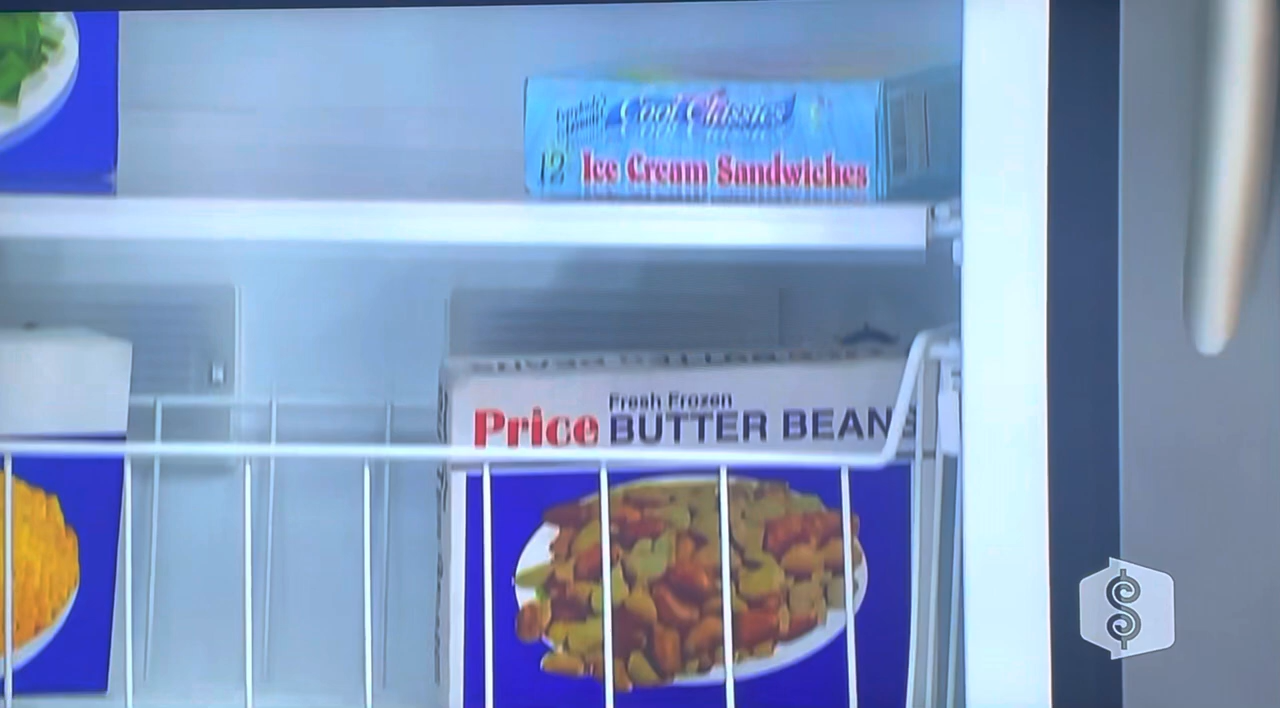 Cool Classics
12 Ice Cream Sandwiches
Fresh Frozen
Price BUTTER BEANS